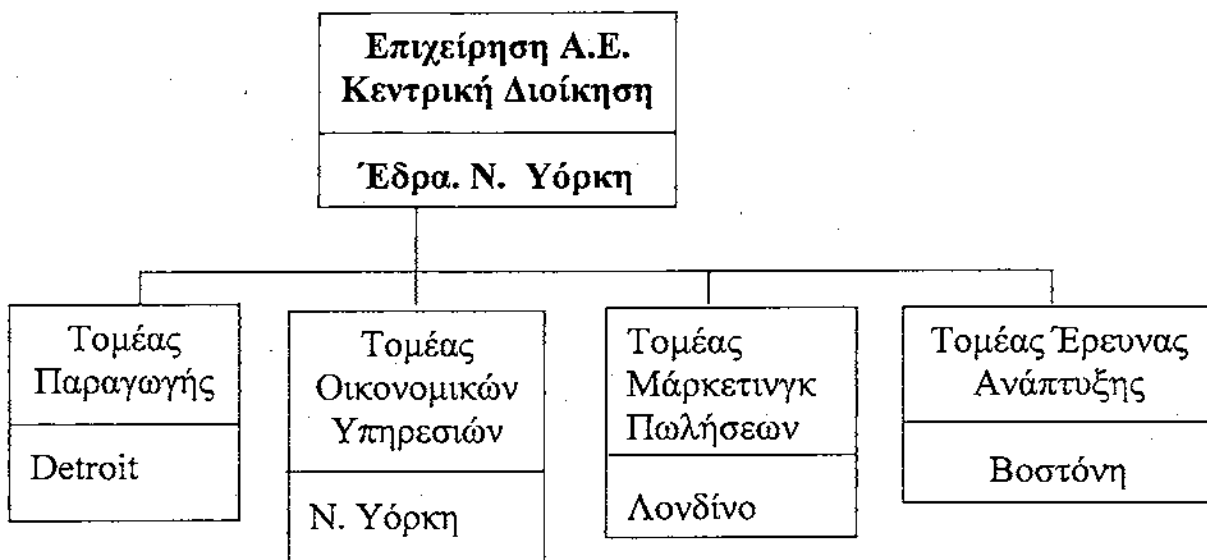 Επιχείρηση Α.Ε.
Κεντρική Διοίκηση
Έδρα. Ν. Υόρκη
Τομέας
Παραγωγής
Detroit
Τομέας
Οικονομικών
Υπηρεσιών
Ν. Υόρκη
Τομέας
Μάρκετινγκ
Πωλήσεων
Λονδίνο
Τομέας Έρευνας
Ανάπτυξης
Βοστόνη